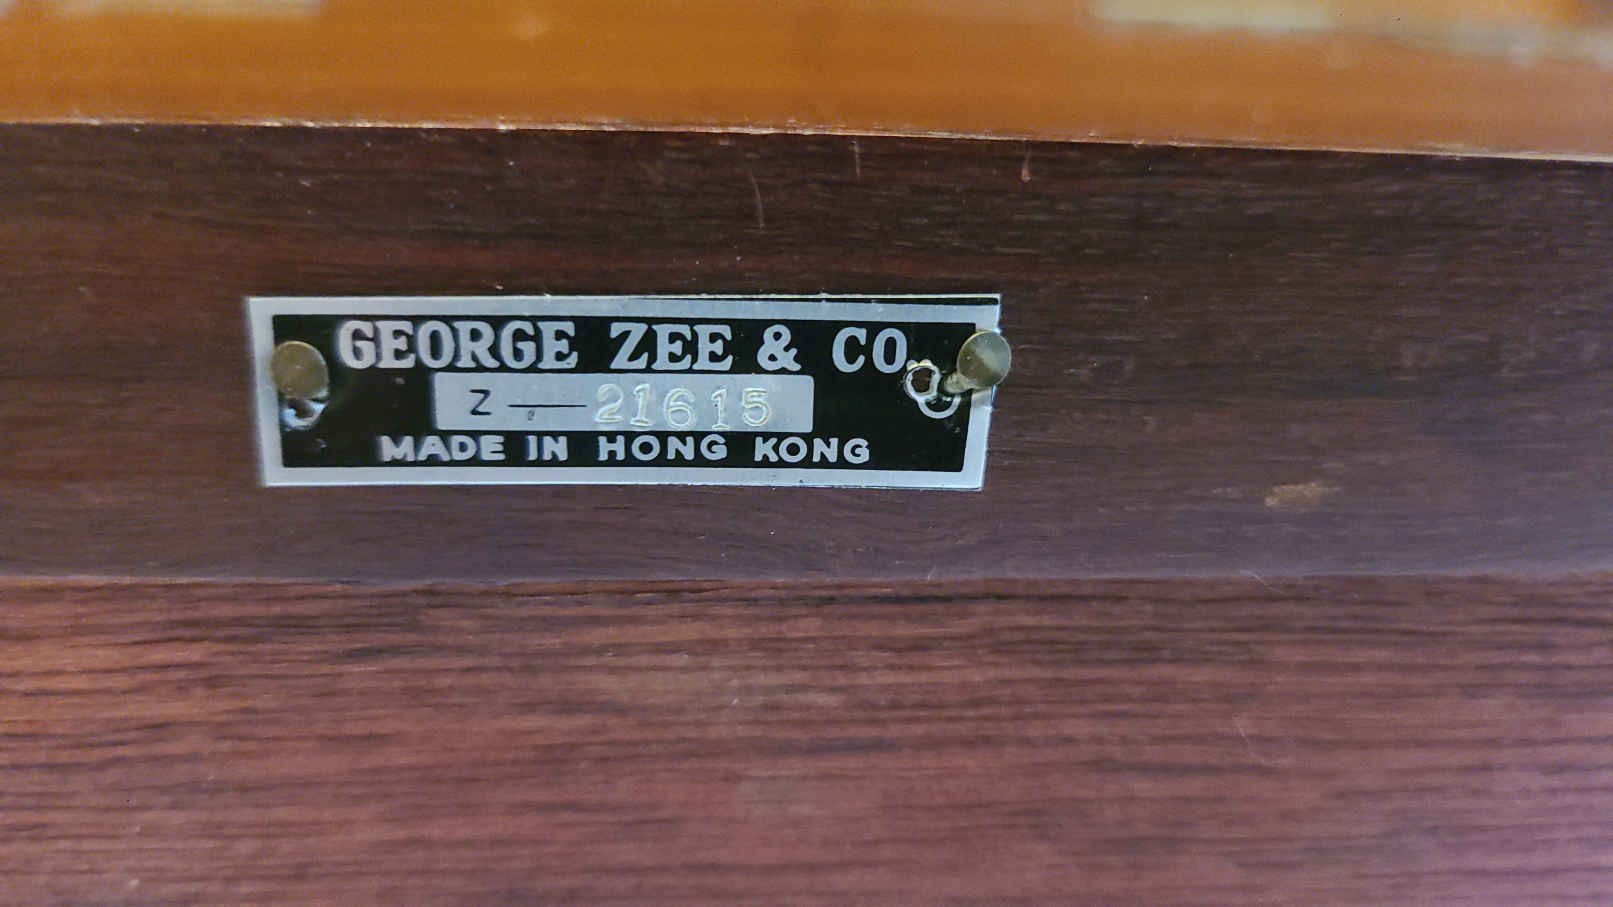 GEORGE ZEE & CO.
Z — 21615
MADE IN HONG KONG